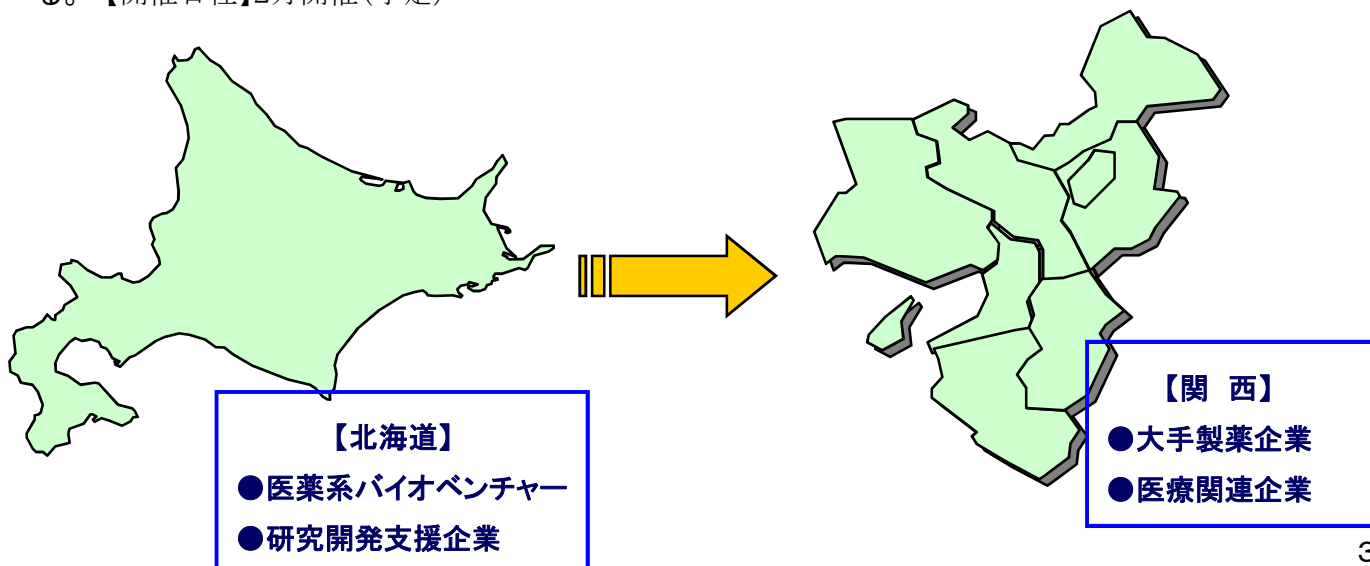 【北海道】
●医薬系バイオベンチャー
●研究開発支援企業
【関 西】
●大手製薬企業
●医療関連企業
3